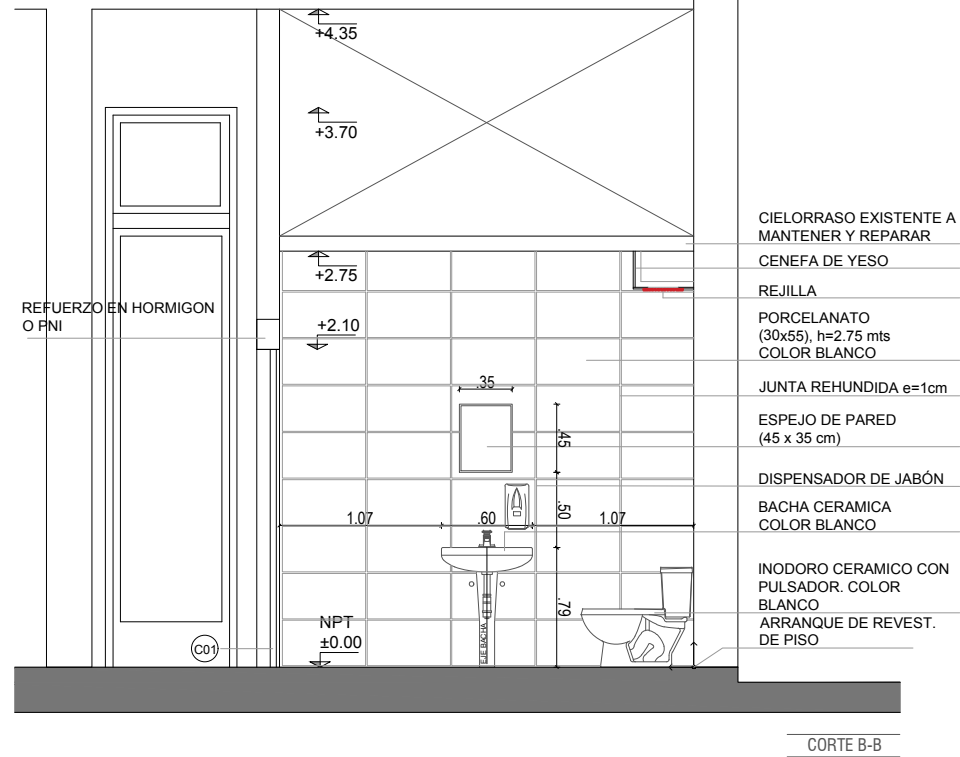 +4.35
+3.70
CIELORRASO EXISTENTE A
MANTENER Y REPARAR
CENEFA DE YESO
+2.75
REJILLA
REFUERZO EN HORMIGON
O PNI
+2.10
PORCELANATO
(30x55), h=2.75 mts
COLOR BLANCO
JUNTA REHUNDIDA e=1cm
.35
ESPEJO DE PARED
(45 x 35 cm)
.45
DISPENSADOR DE JABÓN
.50
BACHA CERAMICA
COLOR BLANCO
1.07
.60
1.07
INODORO CERAMICO CON
PULSADOR. COLOR
BLANCO
.79
ARRANQUE DE REVEST.
DE PISO
NPT
±0.00
EJE BACHA
C01
CORTE B-B